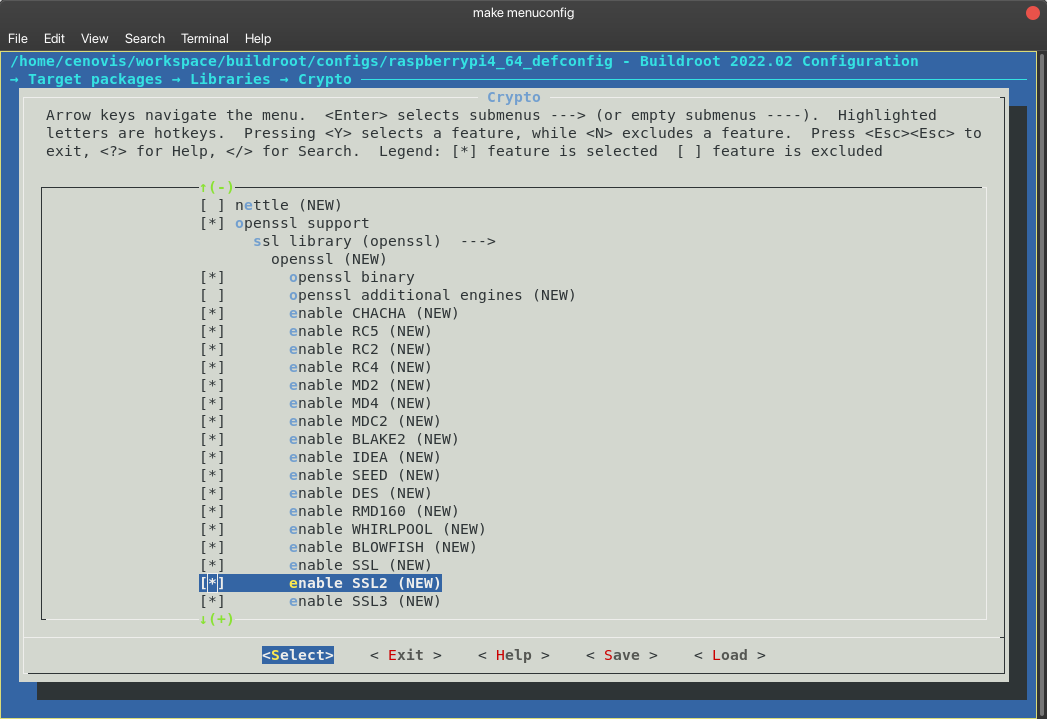 make menuconfig
File Edit View Search Terminal Help
/home/cenovis/workspace/buildroot/configs/raspberrypi4_64_defconfig - Buildroot 2022.02 Configuration
→ Target packages → Libraries → Crypto
Crypto
Arrow keys navigate the menu.  <Enter> selects submenus ---> (or empty submenus ----).  Highlighted
letters are hotkeys.  Pressing <Y> selects a feature, while <N> excludes a feature.  Press <Esc><Esc> to
exit, <?> for Help, </> for Search.  Legend: [*] feature is selected  [ ] feature is excluded
↑(-)
[ ] nettle (NEW)
[*] openssl support
ssl library (openssl)  --->
openssl (NEW)
[*] openssl binary
[ ] openssl additional engines (NEW)
[*] enable CHACHA (NEW)
[*] enable RC5 (NEW)
[*] enable RC2 (NEW)
[*] enable RC4 (NEW)
[*] enable MD2 (NEW)
[*] enable MD4 (NEW)
[*] enable MDC2 (NEW)
[*] enable BLAKE2 (NEW)
[*] enable IDEA (NEW)
[*] enable SEED (NEW)
[*] enable DES (NEW)
[*] enable RMD160 (NEW)
[*] enable WHIRLPOOL (NEW)
[*] enable BLOWFISH (NEW)
[*] enable SSL (NEW)
[*] enable SSL2 (NEW)
[*] enable SSL3 (NEW)
↓(+)
<Select> < Exit > < Help > < Save > < Load >